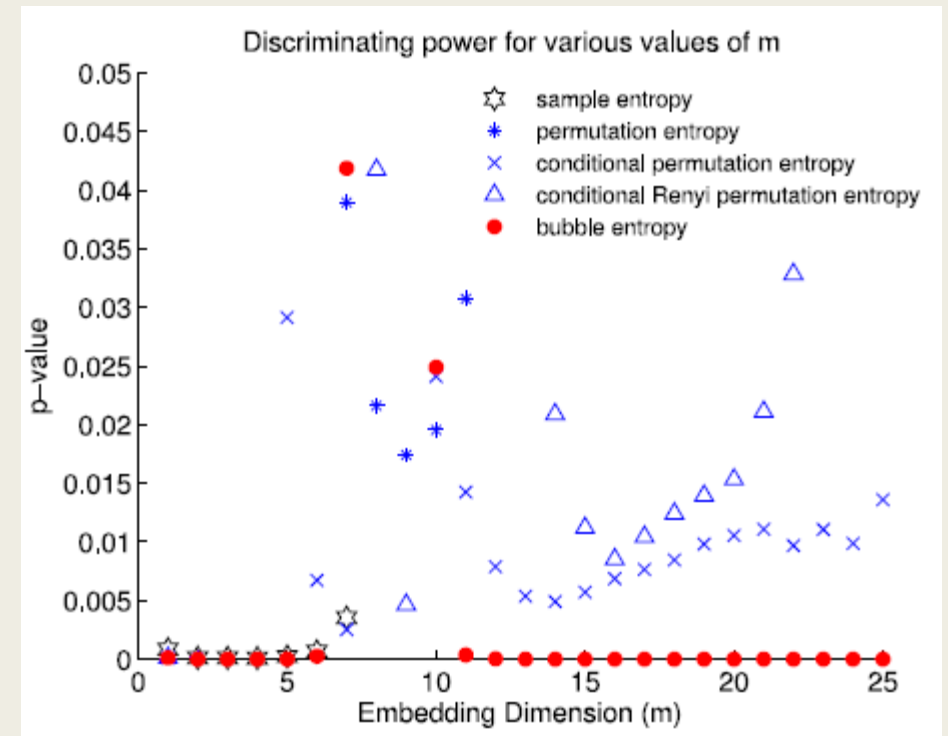 Discriminating power for various values of m
sample entropy
permutation entropy
conditional permutation entropy
conditional Renyi permutation entropy
bubble entropy
p-value
0.05
0.045
0.04
0.035
0.03
0.025
0.02
0.015
0.01
0.005
0
0 5 10 15 20 25
Embedding Dimension (m)